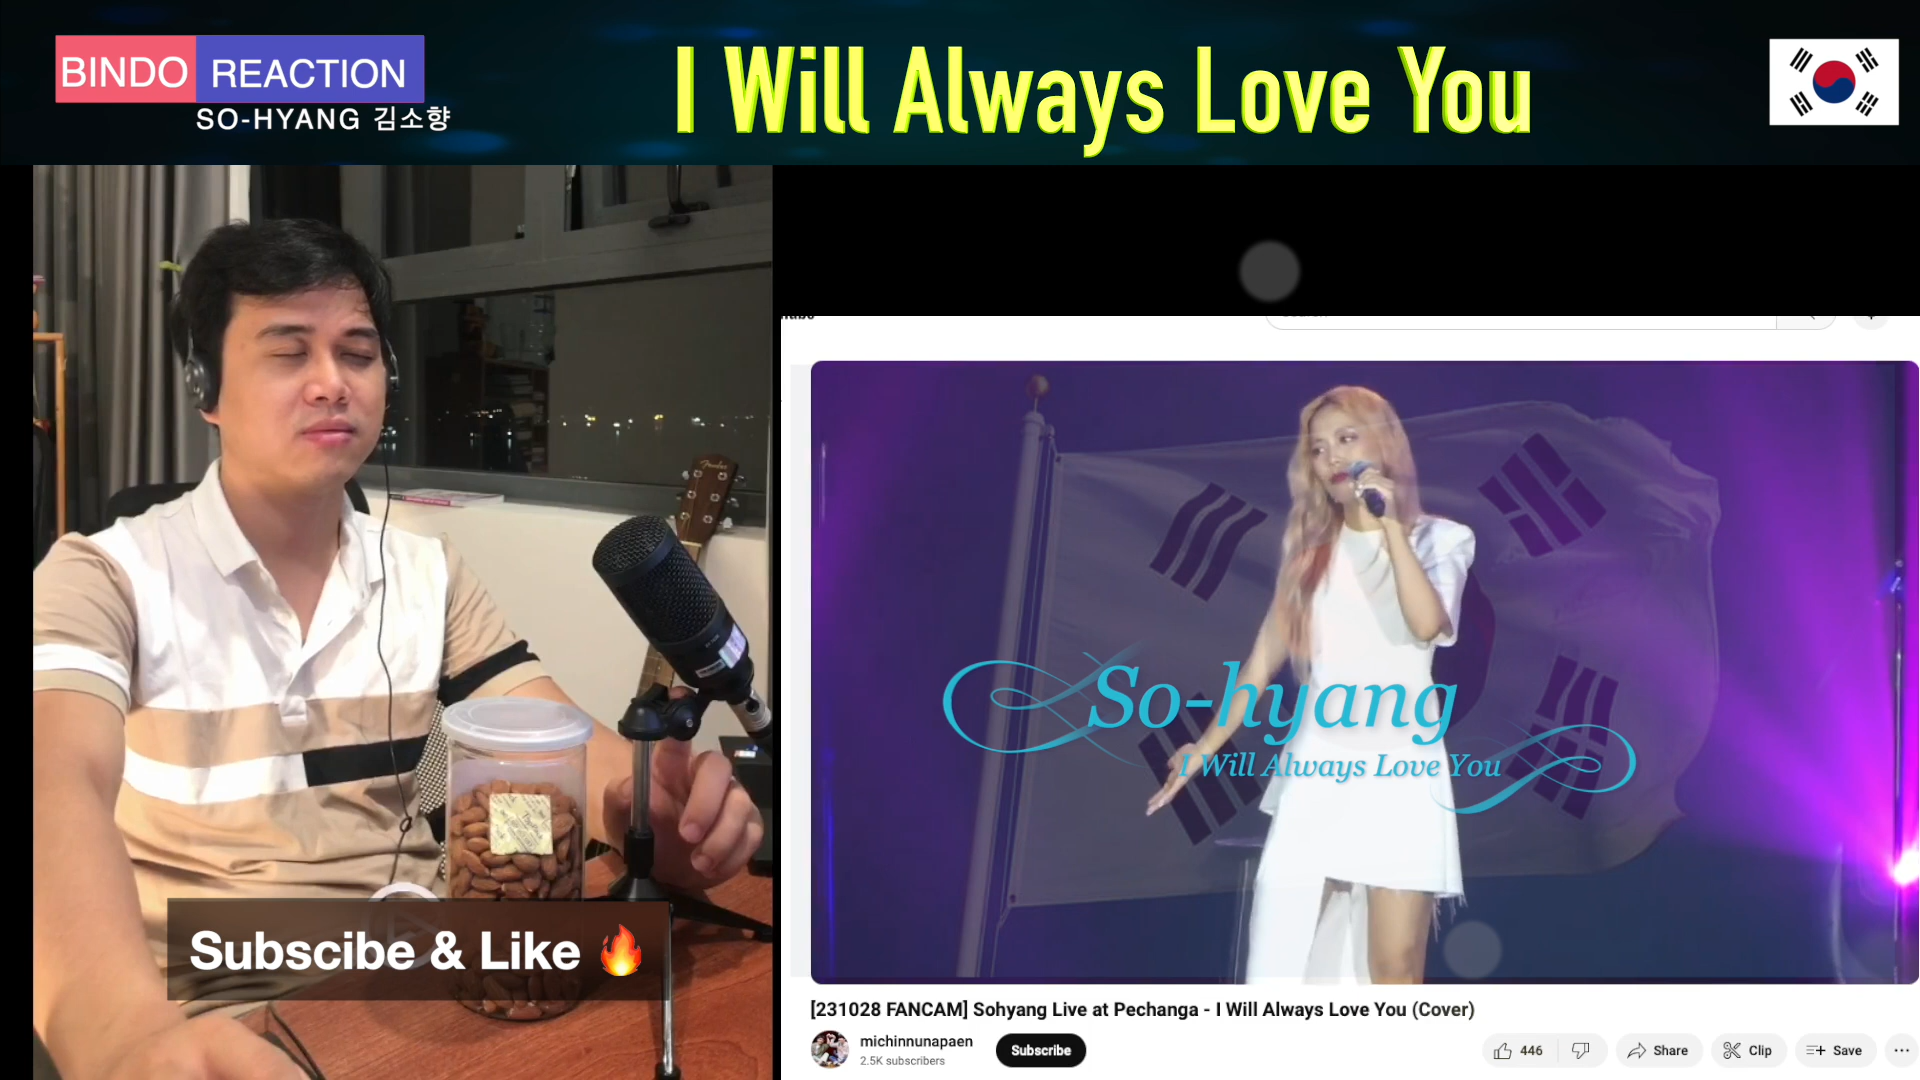 BINDO REACTION
SO-HYANG 김소향
I Will Always Love You
So-hyang
I Will Always Love You
Fender
Subscibe & Like 🔥
[231028 FANCAM] Sohyang Live at Pechanga - I Will Always Love You (Cover)
michinnunapaen
2.5K subscribers
Subscribe
446
Share
Clip
Save